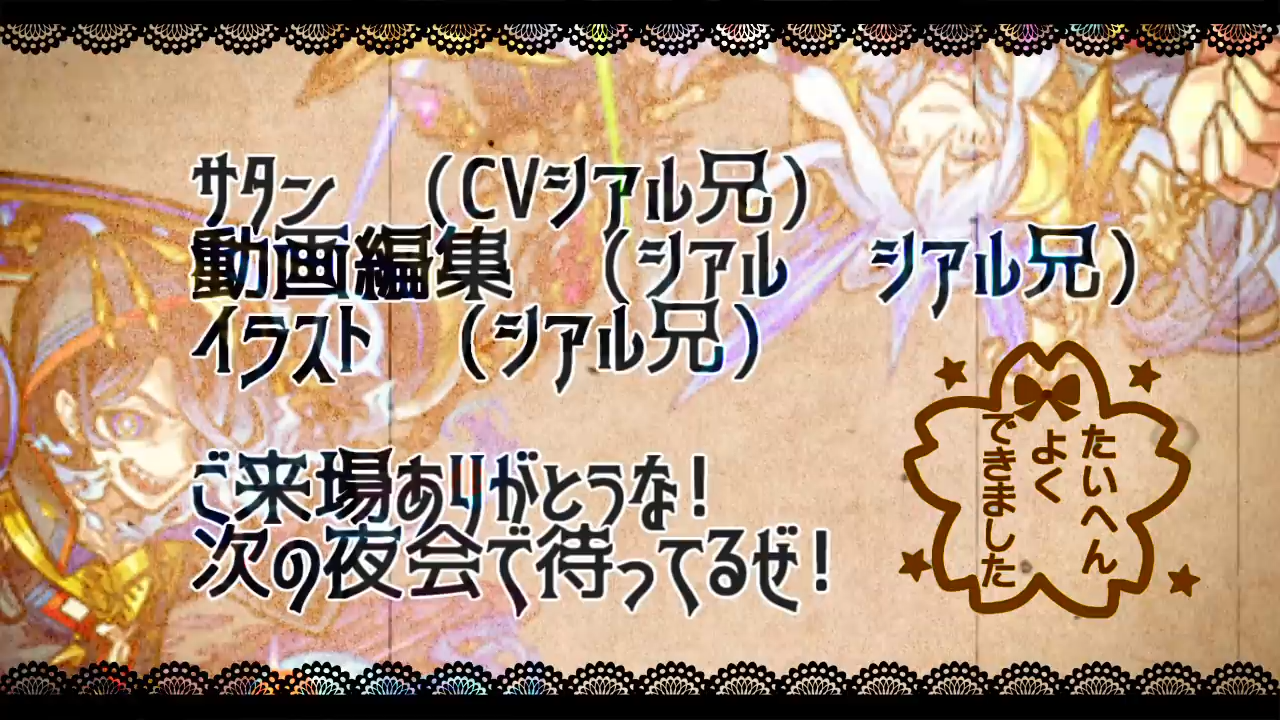 サタン　（CVシアル兄）
動画編集　（シアル　シアル兄）
イラスト　（シアル兄）
ご来場ありがとうな！
次の夜会で待ってるぜ！
たいへん
よく
できました